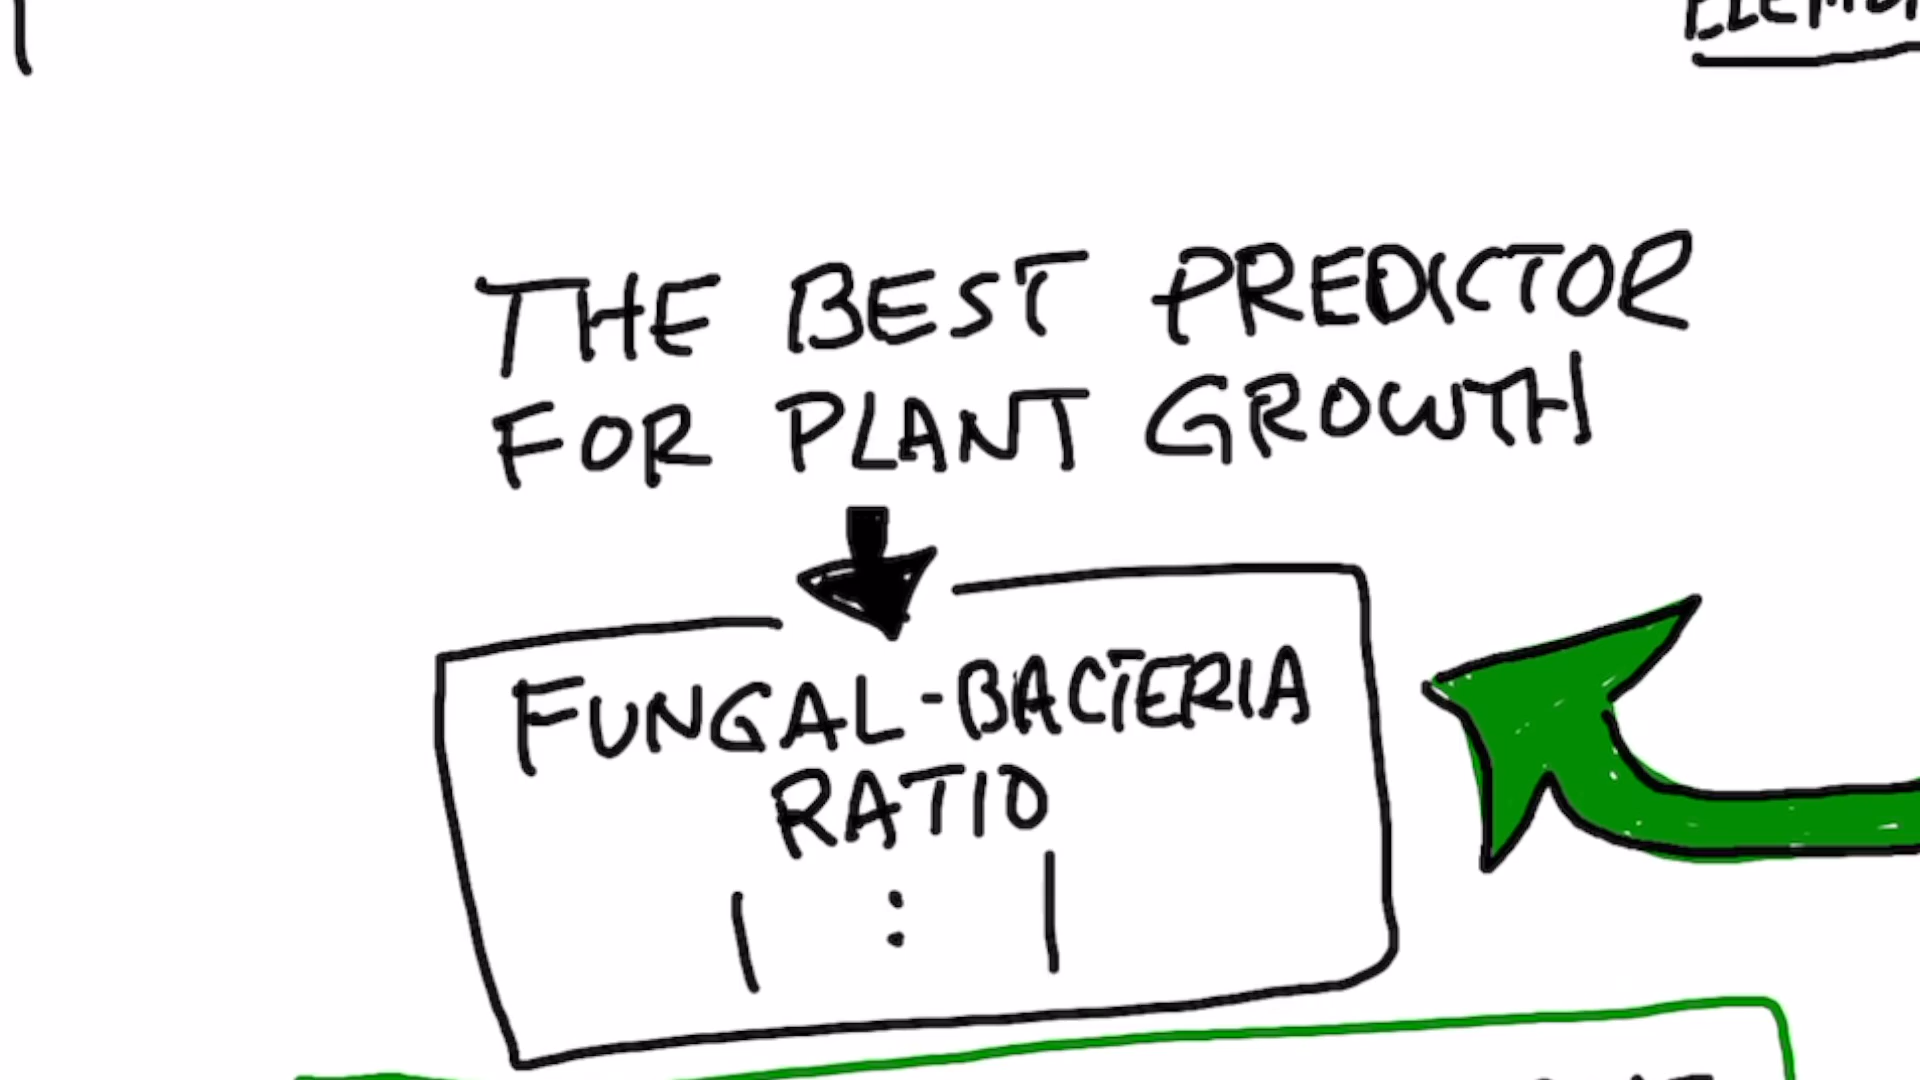 THE BEST PREDICTOR
FOR PLANT GROWTH
FUNGAL-BACTERIA
RATIO
1 : 1